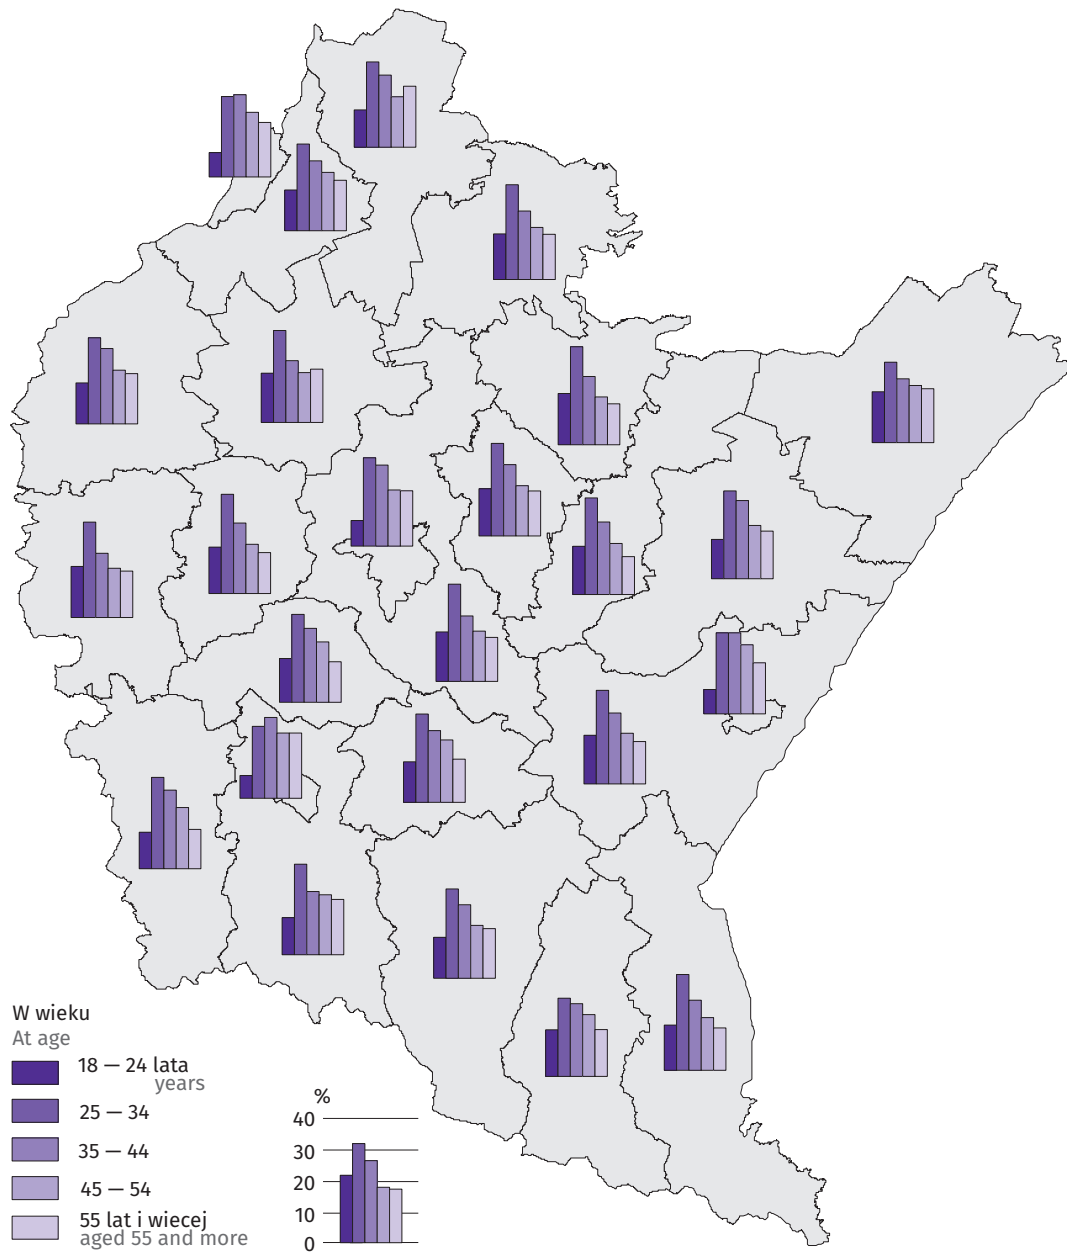 W wieku
At age
18 — 24 lata
years
25 — 34
35 — 44
45 — 54
55 lat i wiecej
aged 55 and more
%
40
30
20
10
0